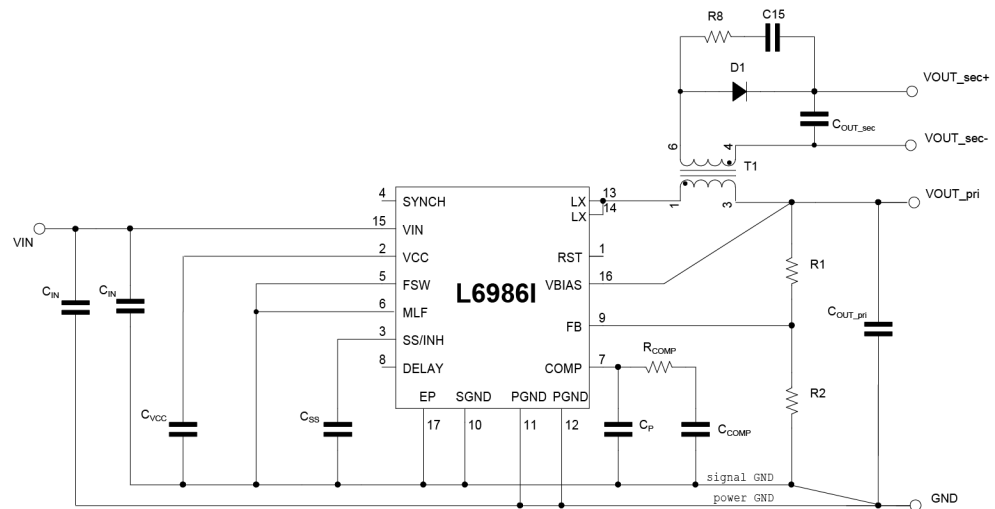 R8
C15
D1
VOUT_sec+
COUT_sec
VOUT_sec-
6
4
T1
1
3
VOUT_pri
4
SYNCH
LX
13
LX
14
VIN
15
VIN
2
VCC
RST
1
5
FSW
VBIAS
16
R1
CIN
CIN
L6986I
6
MLF
FB
9
COUT_pri
3
SS/INH
RCOMP
8
DELAY
COMP
7
R2
EP
SGND
PGND
PGND
CVCC
CSS
17
10
11
12
CP
CCOMP
signal GND
power GND
GND